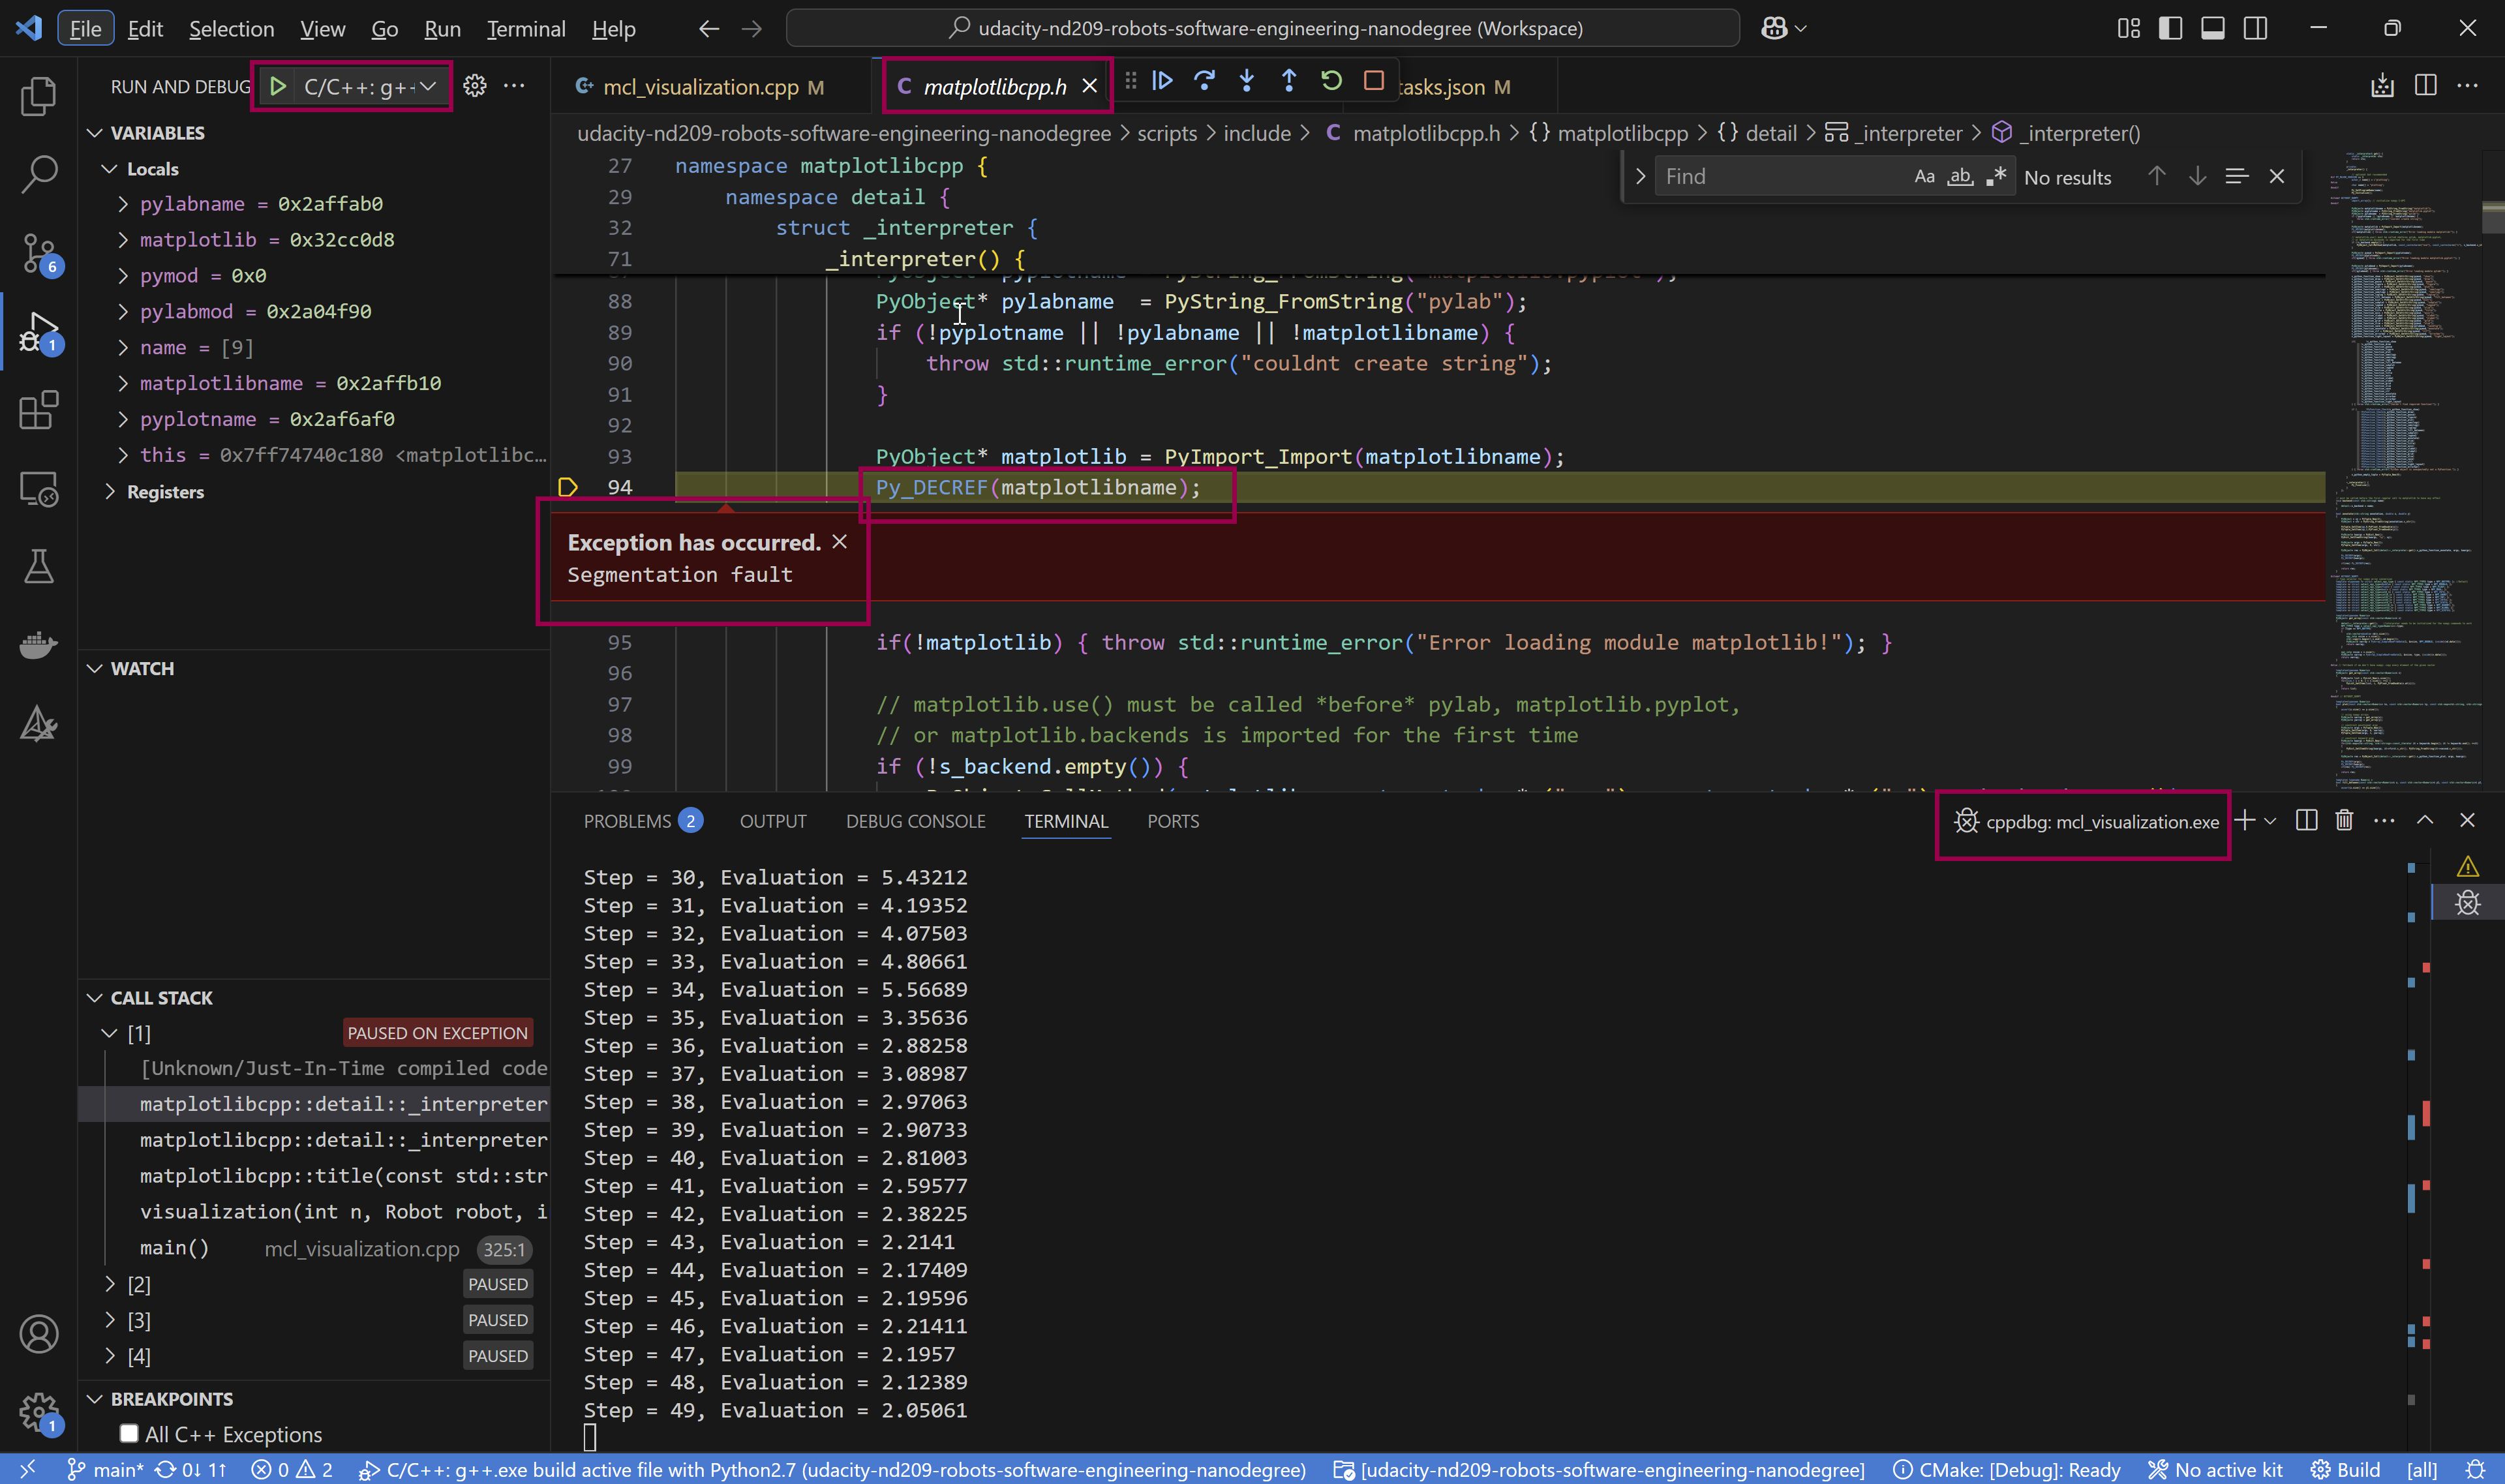 File Edit Selection View Go Run Terminal Help
udacity-nd209-robots-software-engineering-nanodegree (Workspace)
RUN AND DEBUG
C/C++: g+
mcl_visualization.cpp M
matplotlibcpp.h
tasks.json M
VARIABLES
Locals
pylabname = 0x2affab0
matplotlib = 0x32cc0d8
pymod = 0x0
pylabmod = 0x2a04f90
name = [9]
matplotlibname = 0x2affb10
pyplotname = 0x2af6af0
this = 0x7ff74740c180 <matplotlibc…
Registers
WATCH
CALL STACK
[1] PAUSED ON EXCEPTION
[Unknown/Just-In-Time compiled code
matplotlibcpp::detail::_interpreter
matplotlibcpp::detail::_interpreter
matplotlibcpp::title(const std::str
visualization(int n, Robot robot, i
main() mcl_visualization.cpp 325:1
[2] PAUSED
[3] PAUSED
[4] PAUSED
BREAKPOINTS
All C++ Exceptions
udacity-nd209-robots-software-engineering-nanodegree > scripts > include > C matplotlibcpp.h > {} matplotlibcpp > {} detail > _interpreter > _interpreter()
Find Aa ab .* No results
27 namespace matplotlibcpp {
29 namespace detail {
32 struct _interpreter {
71 _interpreter() {
88 PyObject* pylabname = PyString_FromString("pylab");
89 if (!pyplotname || !pylabname || !matplotlibname) {
90 throw std::runtime_error("couldnt create string");
91 }
92
93 PyObject* matplotlib = PyImport_Import(matplotlibname);
94 Py_DECREF(matplotlibname);
Exception has occurred.
Segmentation fault
95 if(!matplotlib) { throw std::runtime_error("Error loading module matplotlib!"); }
96
97 // matplotlib.use() must be called *before* pylab, matplotlib.pyplot,
98 // or matplotlib.backends is imported for the first time
99 if (!s_backend.empty()) {
PROBLEMS 2 OUTPUT DEBUG CONSOLE TERMINAL PORTS
cppdbg: mcl_visualization.exe
Step = 30, Evaluation = 5.43212
Step = 31, Evaluation = 4.19352
Step = 32, Evaluation = 4.07503
Step = 33, Evaluation = 4.80661
Step = 34, Evaluation = 5.56689
Step = 35, Evaluation = 3.35636
Step = 36, Evaluation = 2.88258
Step = 37, Evaluation = 3.08987
Step = 38, Evaluation = 2.97063
Step = 39, Evaluation = 2.90733
Step = 40, Evaluation = 2.81003
Step = 41, Evaluation = 2.59577
Step = 42, Evaluation = 2.38225
Step = 43, Evaluation = 2.2141
Step = 44, Evaluation = 2.17409
Step = 45, Evaluation = 2.19596
Step = 46, Evaluation = 2.21411
Step = 47, Evaluation = 2.1957
Step = 48, Evaluation = 2.12389
Step = 49, Evaluation = 2.05061
6
1
1
main* 0↓ 1↑ 0 2 C/C++: g++.exe build active file with Python2.7 (udacity-nd209-robots-software-engineering-nanodegree) [udacity-nd209-robots-software-engineering-nanodegree] CMake: [Debug]: Ready No active kit Build [all]